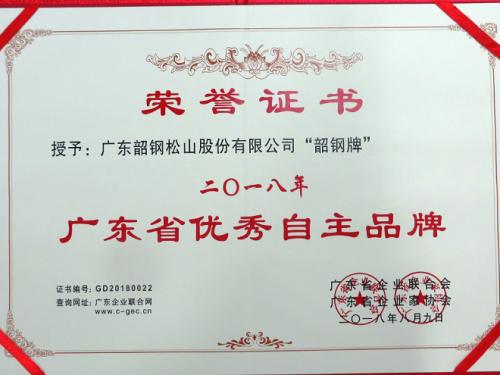 荣誉证书
授予：广东韶钢松山股份有限公司“韶钢牌”
二〇一八年
广东省优秀自主品牌
证书编号：GD20180022
查询网址：广东企业联合网
www.c-gec.cn
广东省企业联合会
广东省企业家协会
二〇一八年八月九日